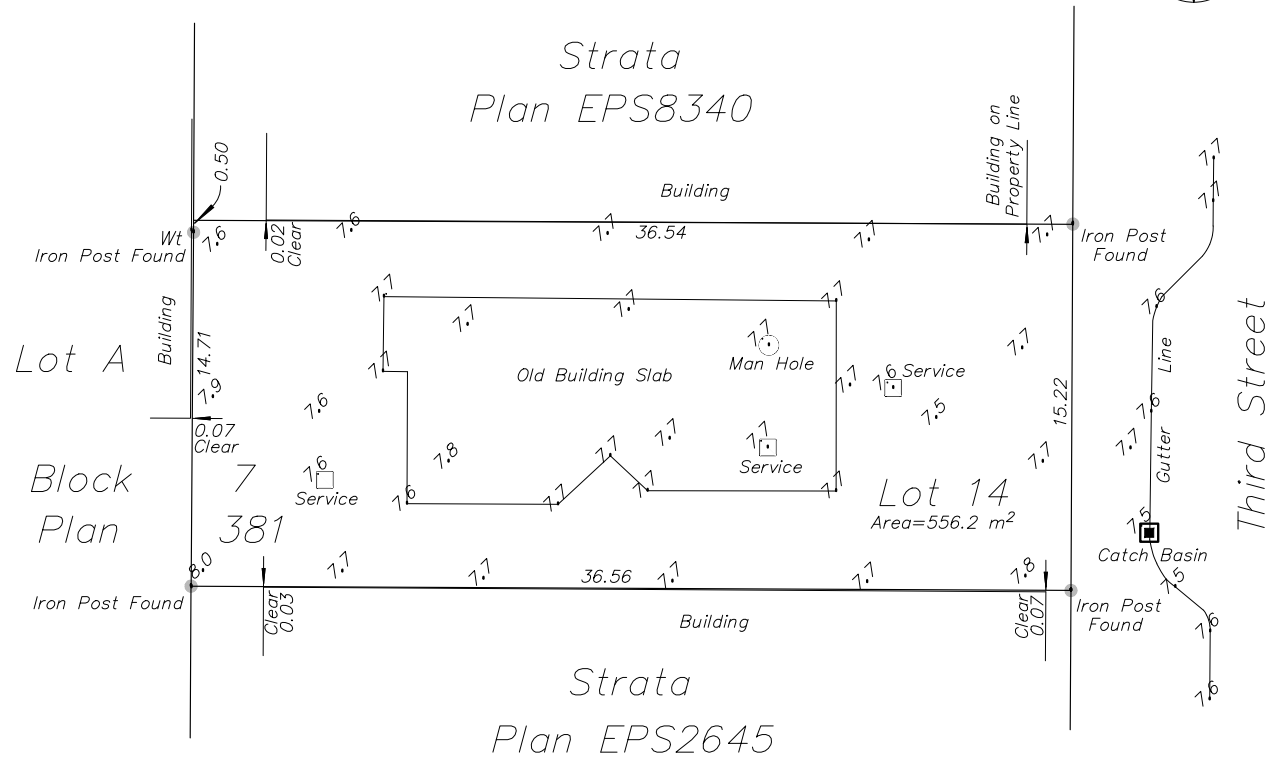 Strata
Plan EPS8340
0.50
Building
Building on
Property Line
7.7
7.7
Wt
Iron Post Found
7.6
0.02
Clear
7.6
7.7
36.54
7.7
7.7
Iron Post
Found
7.7
7.7
7.7
7.6
Building
14.71
Lot A
7.9
7.7
7.7
7.7
Old Building Slab
Man Hole
7.7
7.6
Service
7.7
7.5
15.22
7.6
Line
Gutter
7.7
Third Street
0.07
Clear
7.6
7.8
7.7
7.7
7.7
Service
7.7
Block 7
Plan 381
7.6
Service
7.6
7.7
7.7
7.7
Lot 14
Area=556.2 m²
7.5
Catch Basin
8.0
7.7
7.7
36.56
7.7
7.7
7.8
7.5
Iron Post Found
Clear
0.03
Building
Clear
0.07
Iron Post
Found
7.6
7.6
Strata
Plan EPS2645